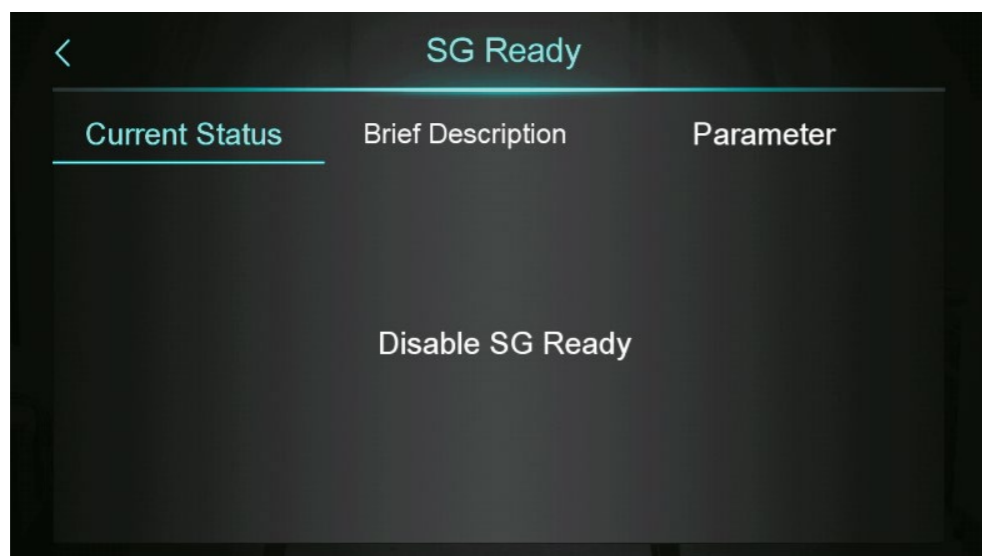 SG Ready
Current Status Brief Description Parameter
Disable SG Ready